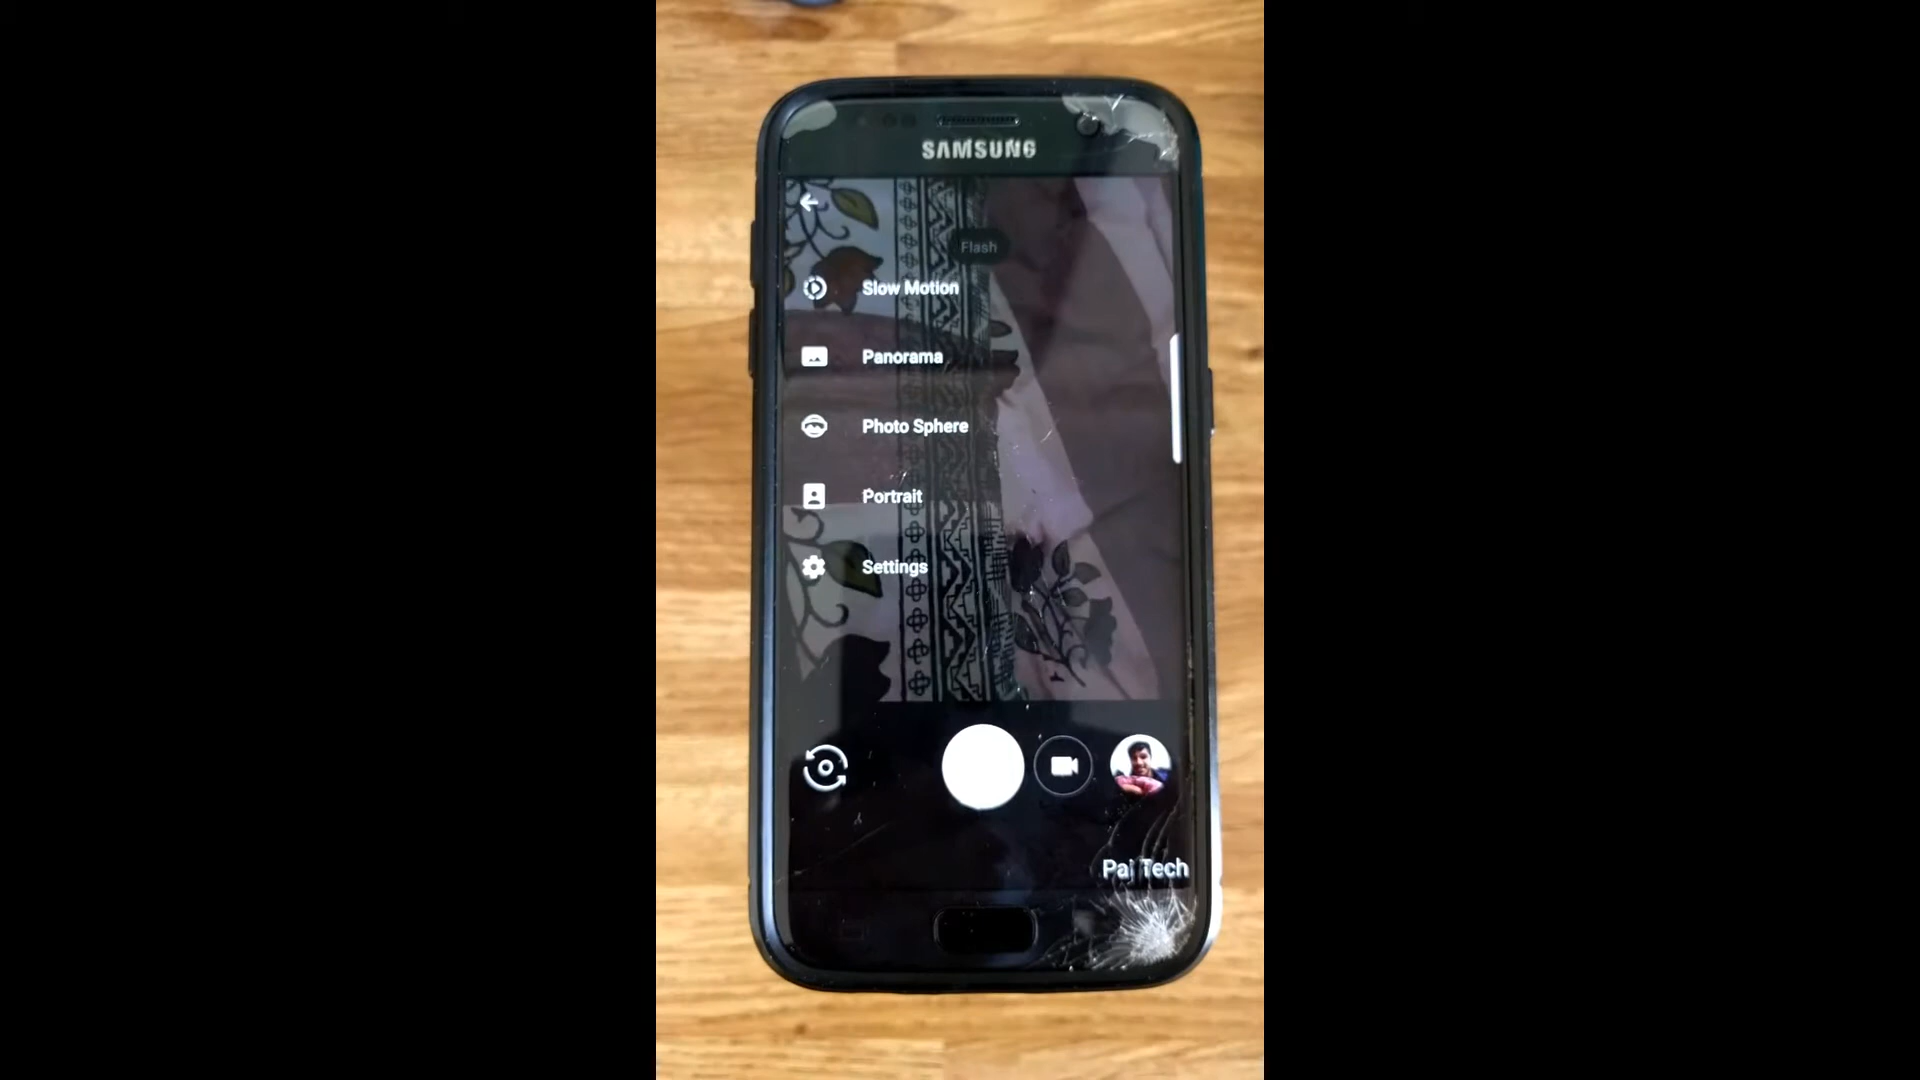 SAMSUNG
Flash
Slow Motion
Panorama
Photo Sphere
Portrait
Settings
Pai Tech